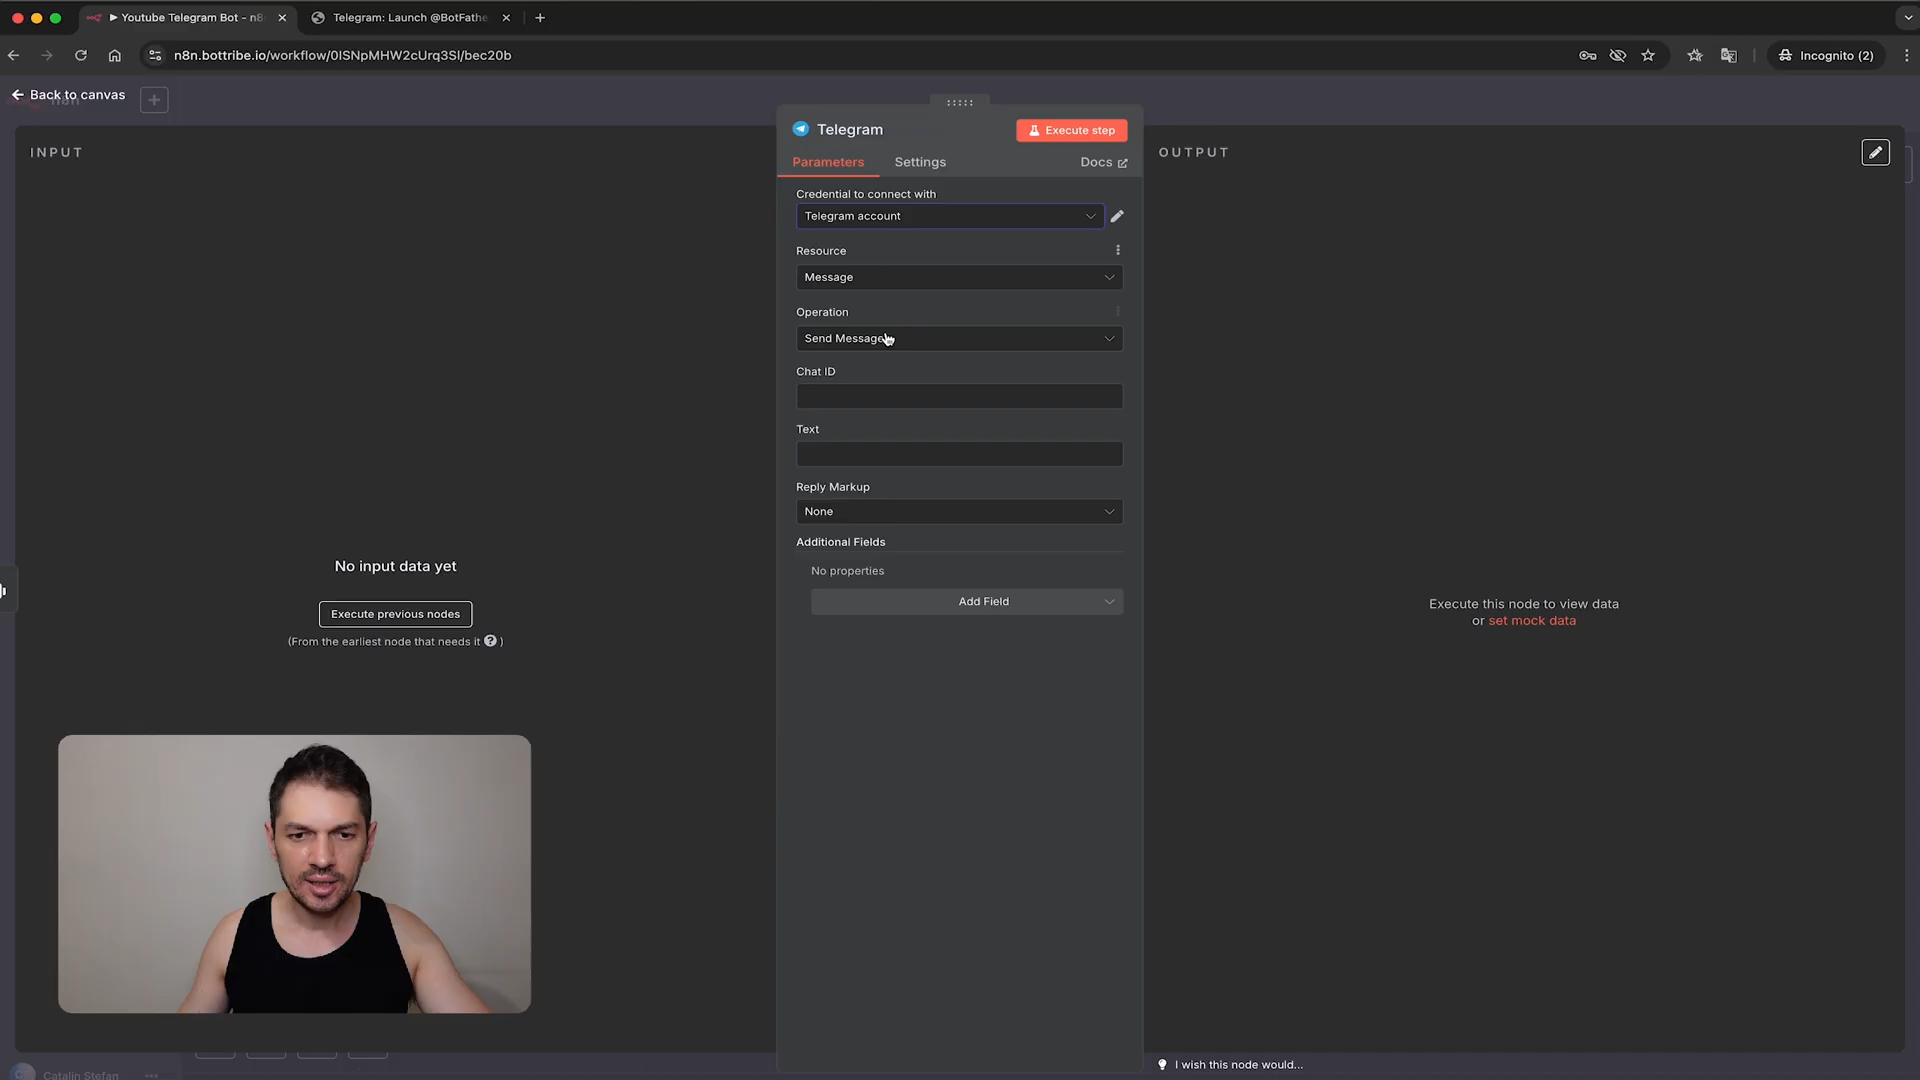 Youtube Telegram Bot - n8
Telegram: Launch @BotFathe
n8n.bottribe.io/workflow/0ISNpMHW2cUrq3SI/bec20b
Incognito (2)
Back to canvas
INPUT
Telegram
Execute step
OUTPUT
Parameters
Settings
Docs
Credential to connect with
Telegram account
Resource
Message
Operation
Send Message
Chat ID
Text
Reply Markup
None
Additional Fields
No properties
Add Field
No input data yet
Execute previous nodes
(From the earliest node that needs it ? )
Execute this node to view data
or set mock data
I wish this node would...
Catalin Stefan